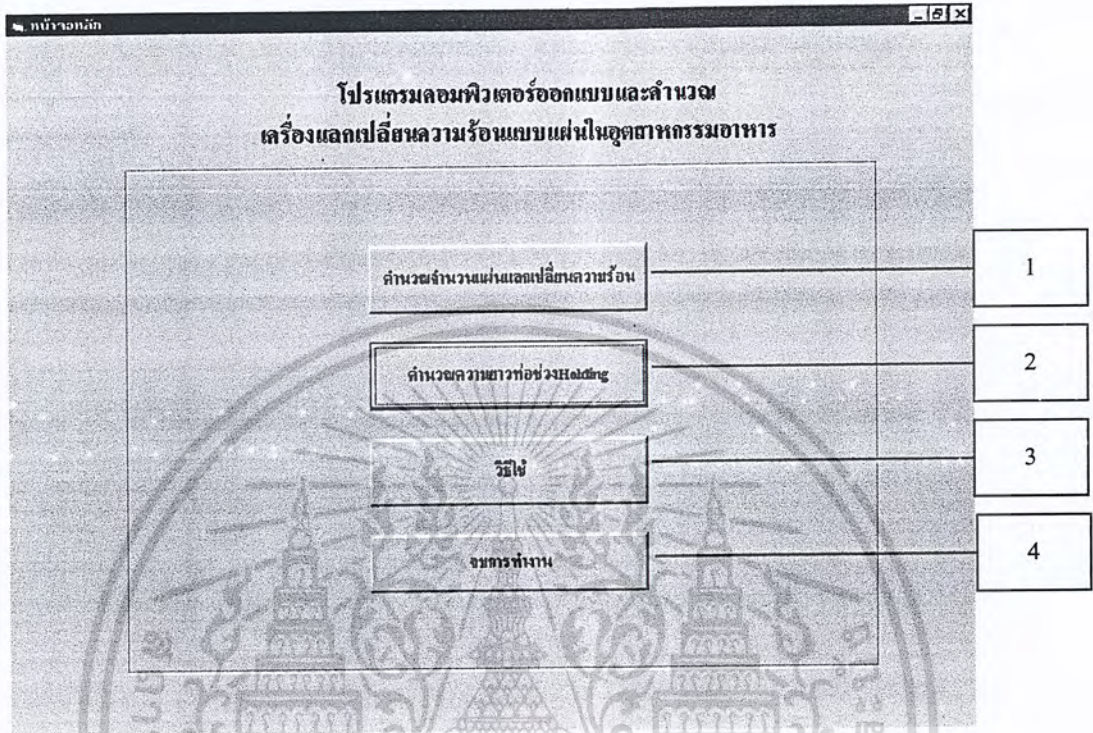 หน้าจอหลัก
โปรแกรมคอมพิวเตอร์ออกแบบและคำนวณ
เครื่องแลกเปลี่ยนความร้อนแบบแผ่นในอุตสาหกรรมอาหาร
คำนวณจำนวนแผ่นแลกเปลี่ยนความร้อน
1
คำนวณความยาวท่อช่วงHolding
2
วิธีใช้
3
จบการทำงาน
4